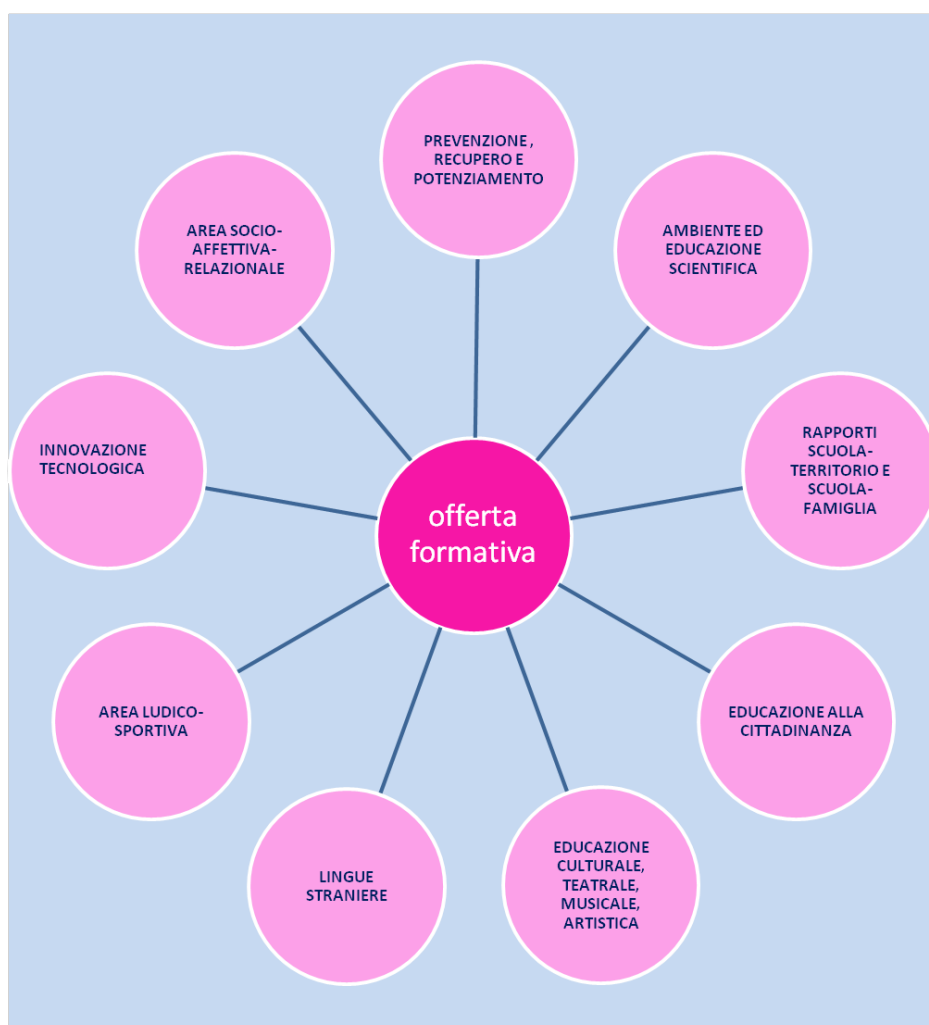 PREVENZIONE ,
RECUPERO E
POTENZIAMENTO
AMBIENTE ED
EDUCAZIONE
SCIENTIFICA
RAPPORTI
SCUOLA-
TERRITORIO E
SCUOLA-
FAMIGLIA
EDUCAZIONE ALLA
CITTADINANZA
EDUCAZIONE
CULTURALE,
TEATRALE,
MUSICALE,
ARTISTICA
LINGUE
STRANIERE
AREA LUDICO-
SPORTIVA
INNOVAZIONE
TECNOLOGICA
AREA SOCIO-
AFFETTIVA-
RELAZIONALE
offerta
formativa